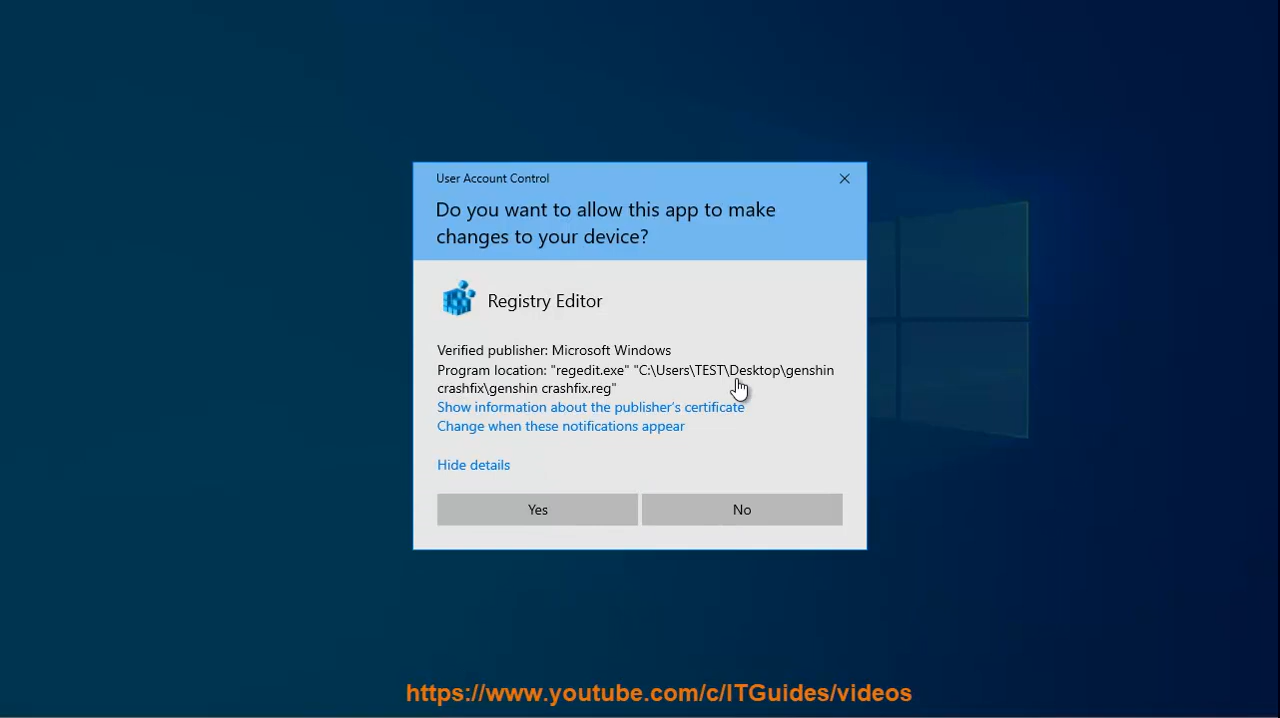 User Account Control
Do you want to allow this app to make
changes to your device?
Registry Editor
Verified publisher: Microsoft Windows
Program location: "regedit.exe" "C:\Users\TEST\Desktop\genshin
crashfix\genshin crashfix.reg"
Show information about the publisher's certificate
Change when these notifications appear
Hide details
Yes
No
https://www.youtube.com/c/ITGuides/videos